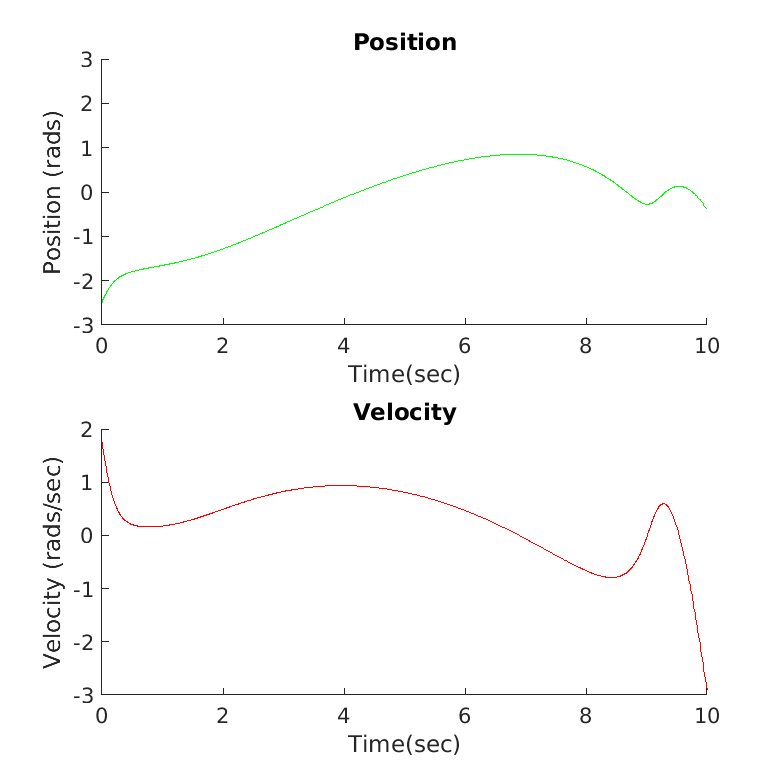 Position
3
2
1
0
-1
-2
-3
Position (rads)
0 2 4 6 8 10
Time(sec)
Velocity
2
1
0
-1
-2
-3
Velocity (rads/sec)
0 2 4 6 8 10
Time(sec)